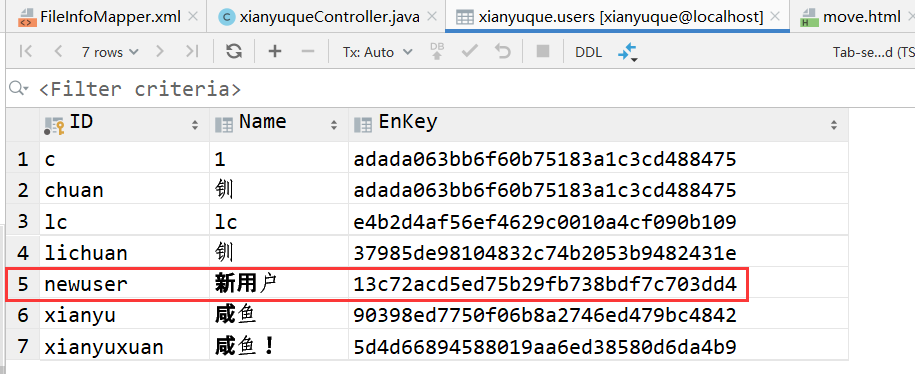 FileInfoMapper.xml xianyuqueController.java xianyuque.users [xianyuque@localhost] move.html
7 rows Tx: Auto DB DDL Tab-se...d (TS
<Filter criteria>
ID Name EnKey
1 c 1 adada063bb6f60b75183a1c3cd488475
2 chuan 钏 adada063bb6f60b75183a1c3cd488475
3 lc lc e4b2d4af56ef4629c0010a4cf090b109
4 lichuan 钏 37985de98104832c74b2053b9482431e
5 newuser 新用户 13c72acd5ed75b29fb738bdf7c703dd4
6 xianyu 咸鱼 90398ed7750f06b8a2746ed479bc4842
7 xianyuxuan 咸鱼！ 5d4d66894588019aa6ed38580d6da4b9